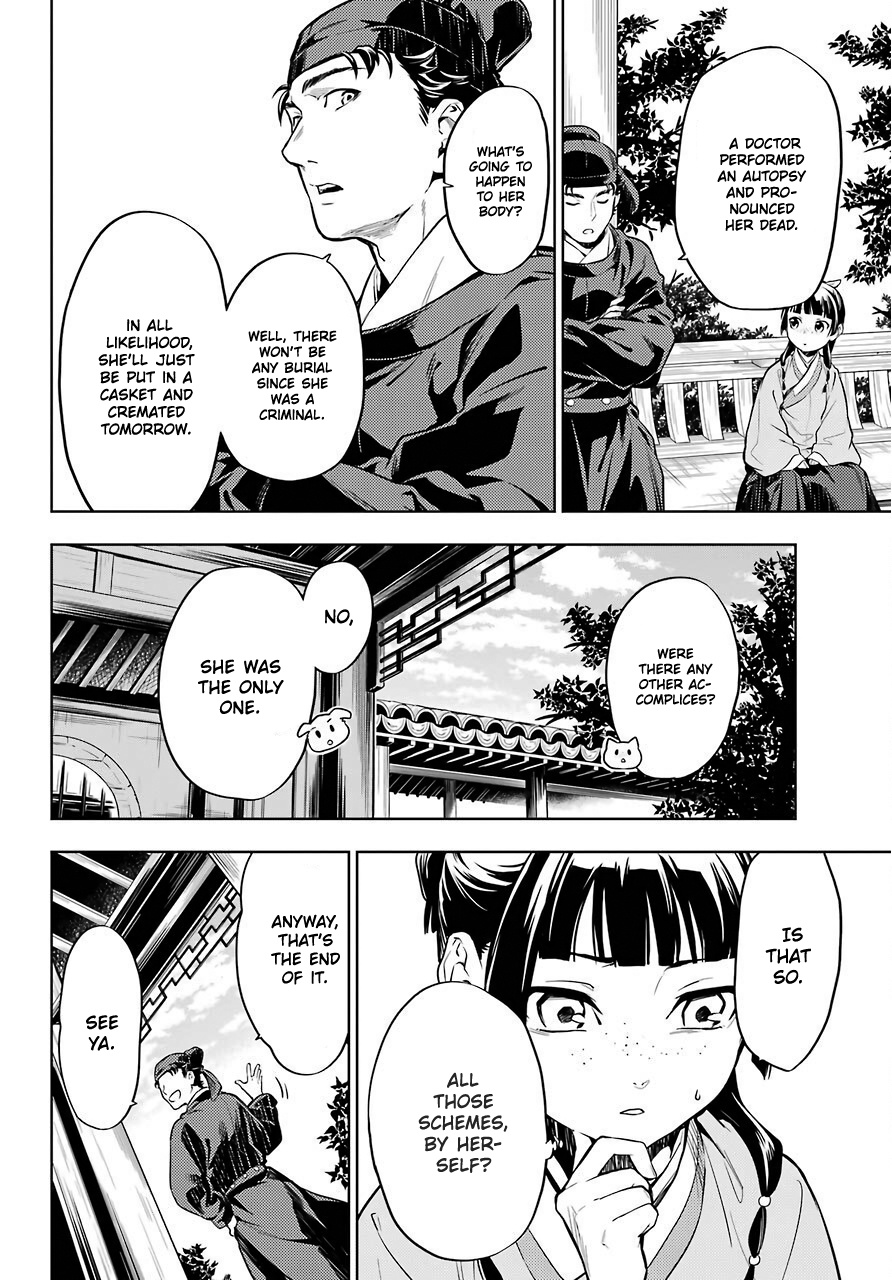 A DOCTOR
PERFORMED
AN AUTOPSY
AND PRO-
NOUNCED
HER DEAD.
WHAT'S
GOING TO
HAPPEN
TO HER
BODY?
WELL, THERE
WON'T BE
ANY BURIAL
SINCE SHE
WAS A
CRIMINAL.
IN ALL
LIKELIHOOD,
SHE'LL JUST
BE PUT IN A
CASKET AND
CREMATED
TOMORROW.
WERE
THERE ANY
OTHER AC-
COMPLICES?
NO,
SHE WAS
THE ONLY
ONE.
IS
THAT
SO.
ALL
THOSE
SCHEMES,
BY HER-
SELF?
ANYWAY,
THAT'S
THE END
OF IT.
SEE
YA.